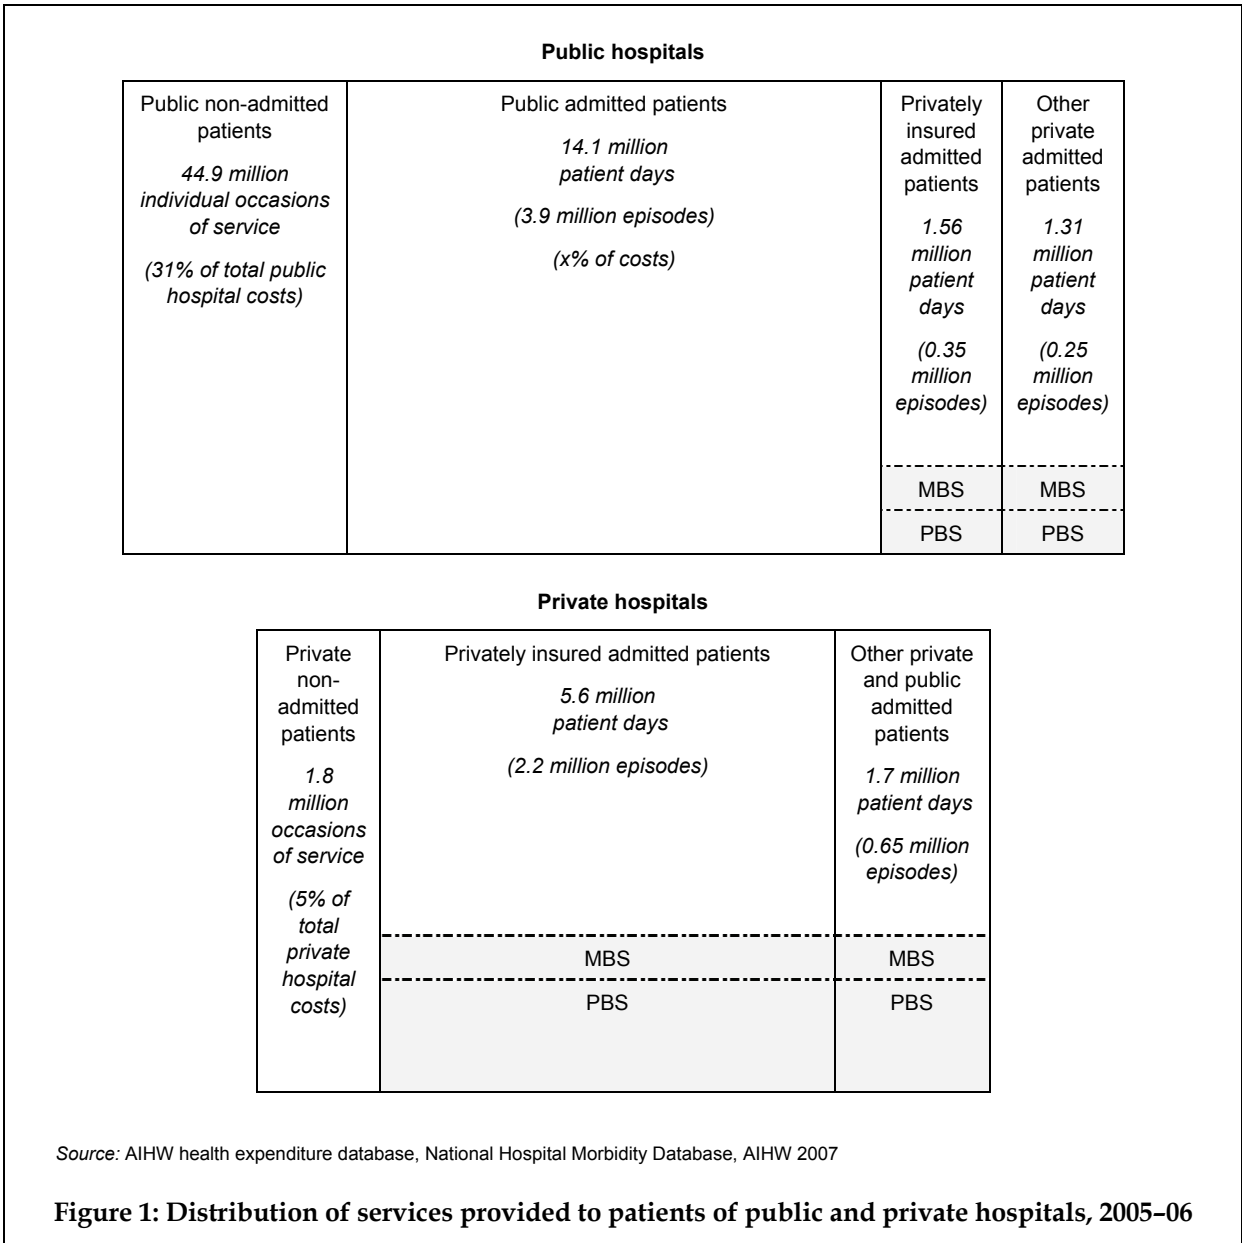 Public hospitals
Public non-admitted
patients
44.9 million
individual occasions
of service
(31% of total public
hospital costs)
Public admitted patients
14.1 million
patient days
(3.9 million episodes)
(x% of costs)
Privately
insured
admitted
patients
1.56
million
patient
days
(0.35
million
episodes)
MBS
PBS
Other
private
admitted
patients
1.31
million
patient
days
(0.25
million
episodes)
MBS
PBS
Private hospitals
Private
non-
admitted
patients
1.8
million
occasions
of service
(5% of
total
private
hospital
costs)
Privately insured admitted patients
5.6 million
patient days
(2.2 million episodes)
MBS
PBS
Other private
and public
admitted
patients
1.7 million
patient days
(0.65 million
episodes)
MBS
PBS
Source: AIHW health expenditure database, National Hospital Morbidity Database, AIHW 2007
Figure 1: Distribution of services provided to patients of public and private hospitals, 2005–06